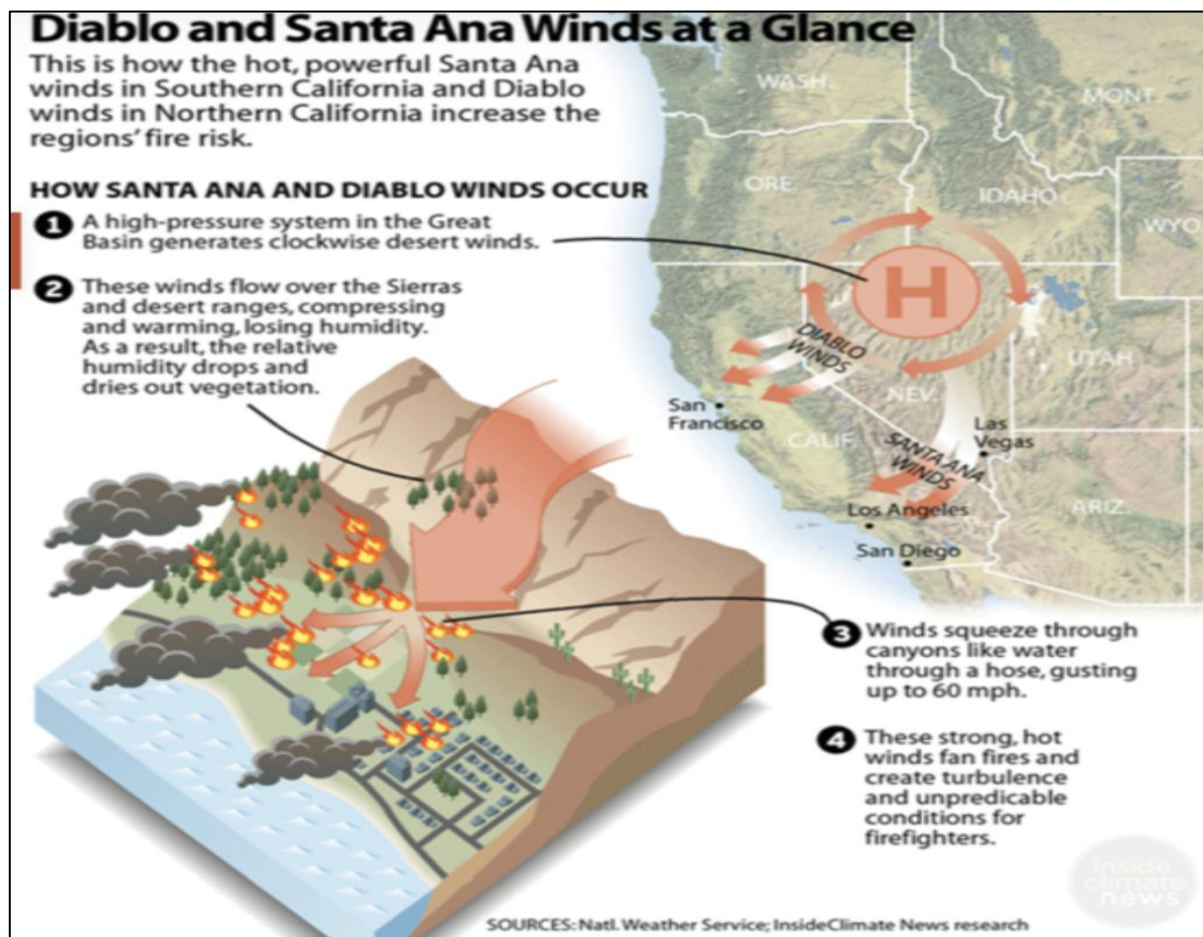 Diablo and Santa Ana Winds at a Glance
This is how the hot, powerful Santa Ana
winds in Southern California and Diablo
winds in Northern California increase the
regions' fire risk.
HOW SANTA ANA AND DIABLO WINDS OCCUR
1 A high-pressure system in the Great
Basin generates clockwise desert winds.
2 These winds flow over the Sierras
and desert ranges, compressing
and warming, losing humidity.
As a result, the relative
humidity drops and
dries out vegetation.
WASH.
MONT.
ORE.
IDAHO
WYO
H
DIABLO
WINDS
UTAH
NEV.
San
Francisco
CALIF.
Las
Vegas
SANTA ANA
WINDS
Los Angeles
ARIZ.
San Diego
3 Winds squeeze through
canyons like water
through a hose, gusting
up to 60 mph.
4 These strong, hot
winds fan fires and
create turbulence
and unpredicable
conditions for
firefighters.
inside
climate
news
SOURCES: Natl. Weather Service; InsideClimate News research